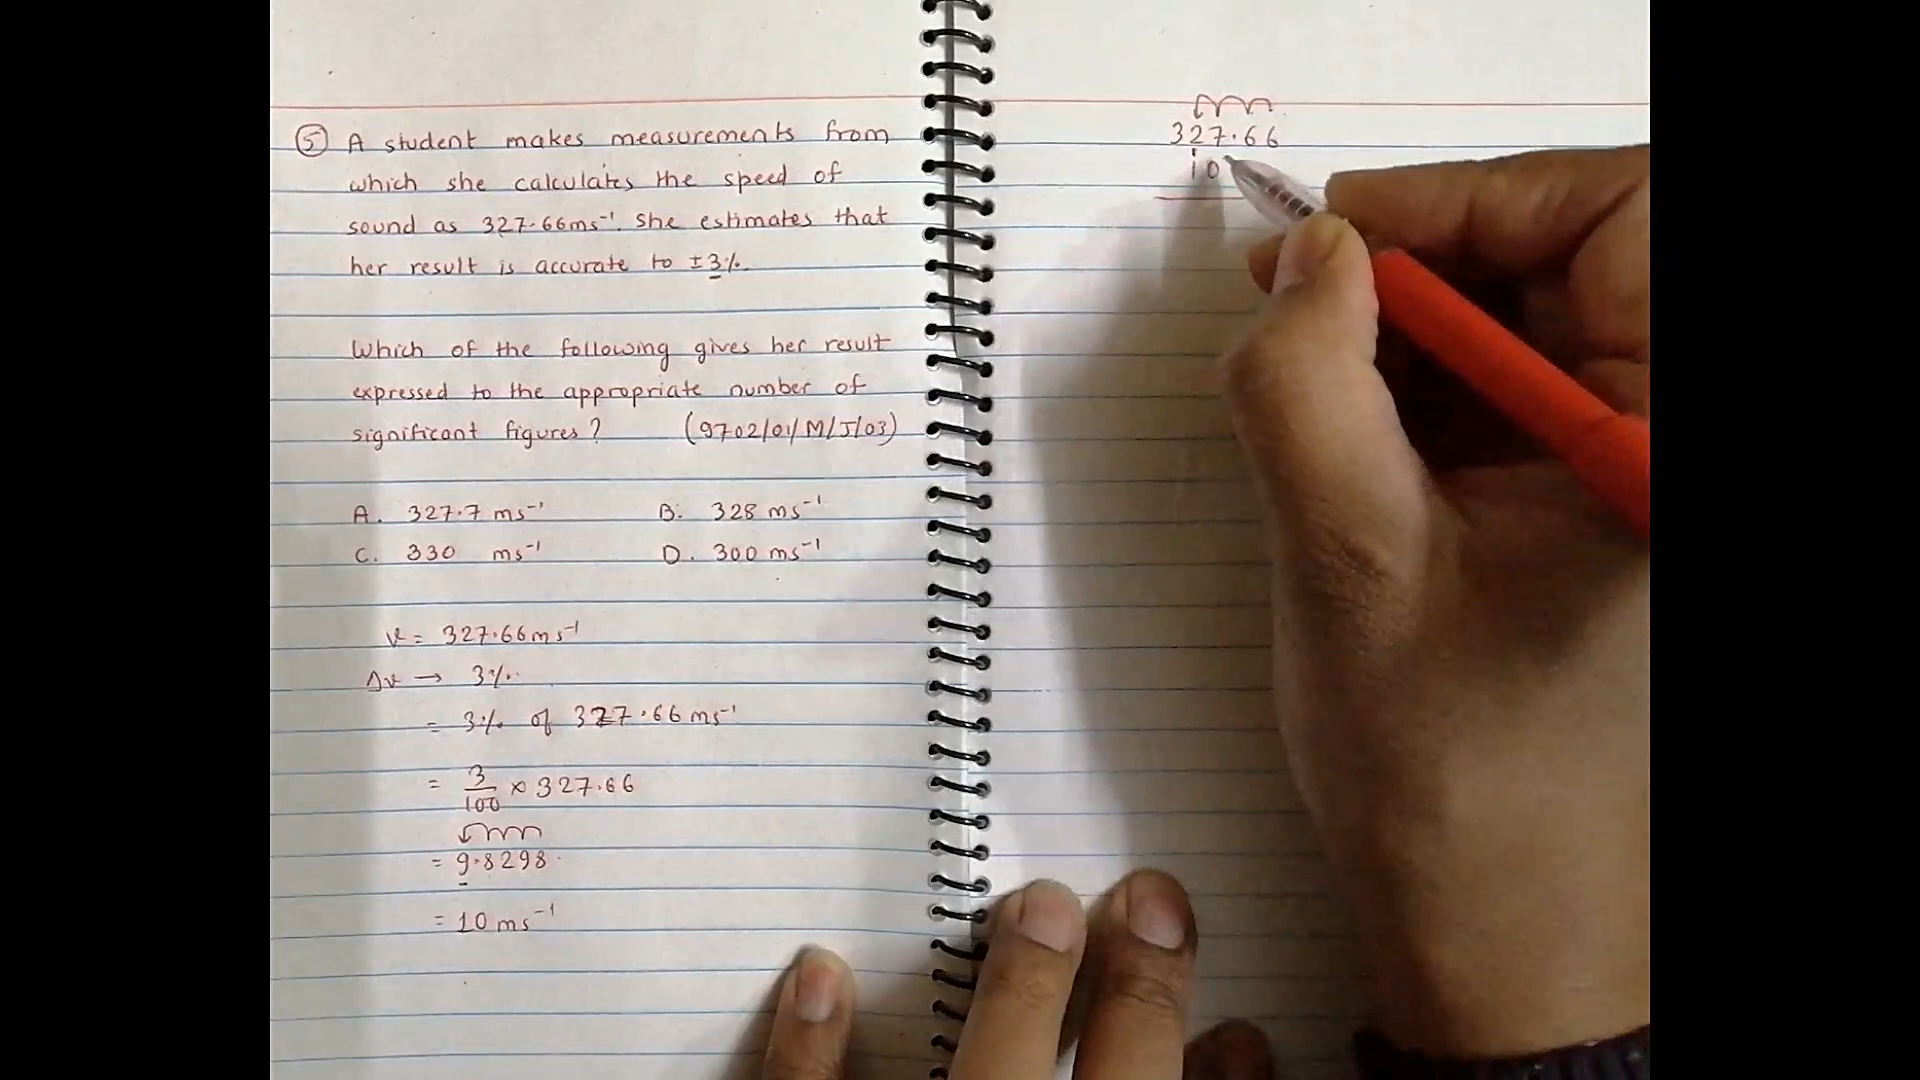 ⑤ A student makes measurements from
which she calculates the speed of
sound as 327.66ms⁻¹. She estimates that
her result is accurate to ±3%.
Which of the following gives her result
expressed to the appropriate number of
significant figures? (9702/01/M/J/03)
A. 327.7 ms⁻¹ B. 328 ms⁻¹
C. 330 ms⁻¹ D. 300 ms⁻¹
v = 327.66ms⁻¹
Δv → 3%
= 3% of 327.66 ms⁻¹
= 3/100 × 327.66
= 9.8298
= 10 ms⁻¹
327.66
10